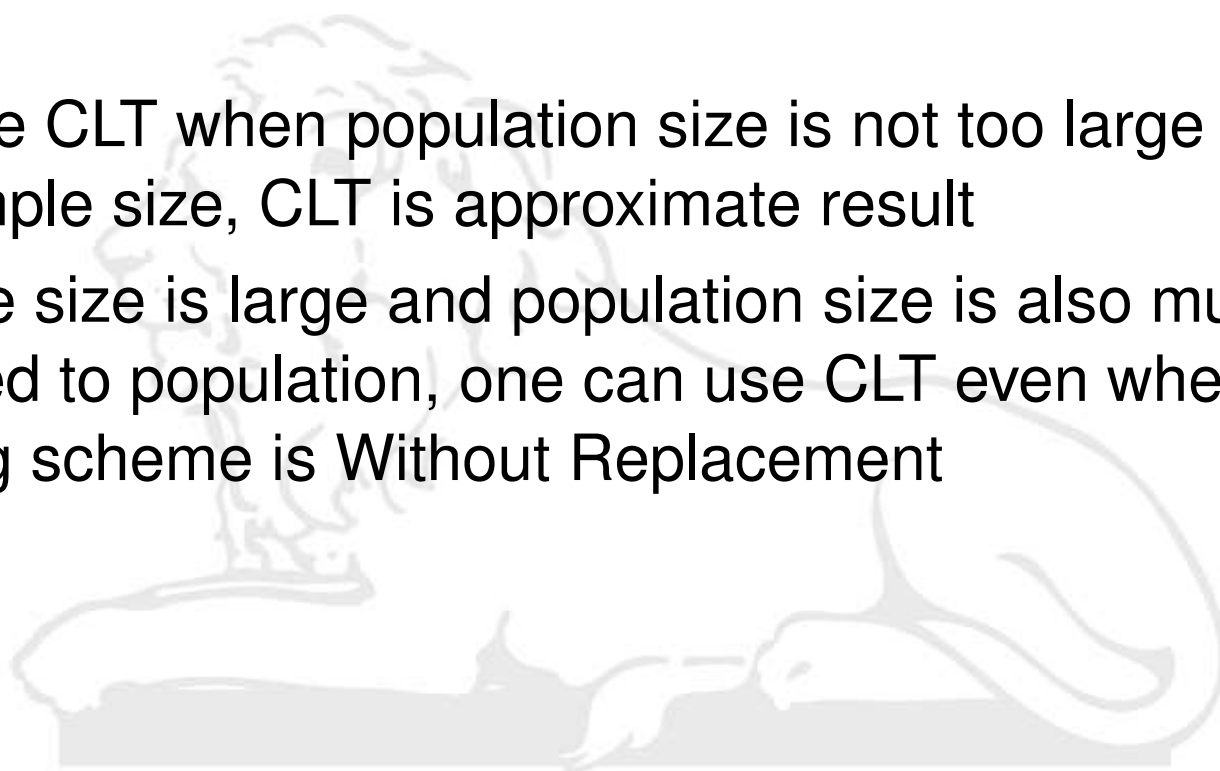 e CLT when population size is not too large
ple size, CLT is approximate result
e size is large and population size is also mu
ed to population, one can use CLT even whe
g scheme is Without Replacement